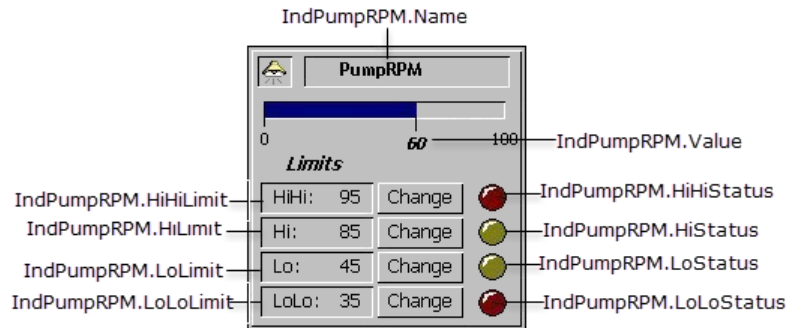 IndPumpRPM.Name
PumpRPM
0 60 100 IndPumpRPM.Value
Limits
IndPumpRPM.HiHiLimit HiHi: 95 Change IndPumpRPM.HiHiStatus
IndPumpRPM.HiLimit Hi: 85 Change IndPumpRPM.HiStatus
IndPumpRPM.LoLimit Lo: 45 Change IndPumpRPM.LoStatus
IndPumpRPM.LoLoLimit LoLo: 35 Change IndPumpRPM.LoLoStatus